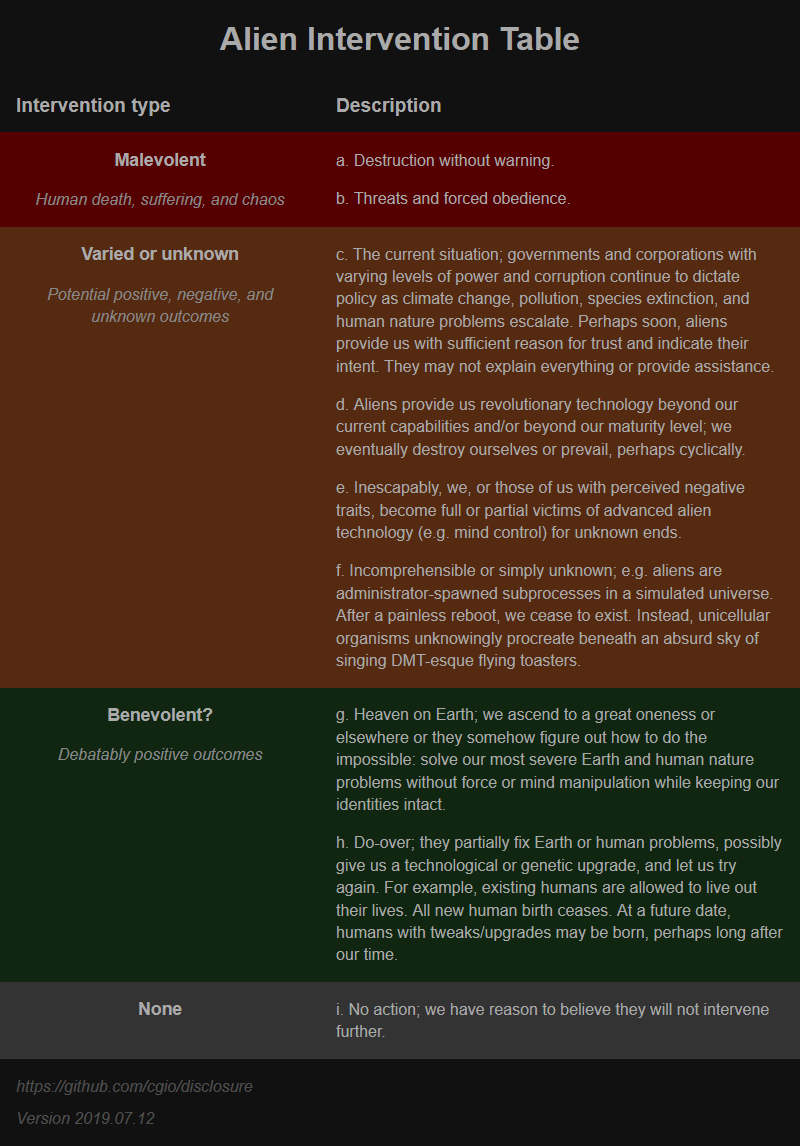 Alien Intervention Table
Intervention type
Description
Malevolent
Human death, suffering, and chaos
a. Destruction without warning.
b. Threats and forced obedience.
Varied or unknown
Potential positive, negative, and
unknown outcomes
c. The current situation; governments and corporations with
varying levels of power and corruption continue to dictate
policy as climate change, pollution, species extinction, and
human nature problems escalate. Perhaps soon, aliens
provide us with sufficient reason for trust and indicate their
intent. They may not explain everything or provide assistance.
d. Aliens provide us revolutionary technology beyond our
current capabilities and/or beyond our maturity level; we
eventually destroy ourselves or prevail, perhaps cyclically.
e. Inescapably, we, or those of us with perceived negative
traits, become full or partial victims of advanced alien
technology (e.g. mind control) for unknown ends.
f. Incomprehensible or simply unknown; e.g. aliens are
administrator-spawned subprocesses in a simulated universe.
After a painless reboot, we cease to exist. Instead, unicellular
organisms unknowingly procreate beneath an absurd sky of
singing DMT-esque flying toasters.
Benevolent?
Debatably positive outcomes
g. Heaven on Earth; we ascend to a great oneness or
elsewhere or they somehow figure out how to do the
impossible: solve our most severe Earth and human nature
problems without force or mind manipulation while keeping our
identities intact.
h. Do-over; they partially fix Earth or human problems, possibly
give us a technological or genetic upgrade, and let us try
again. For example, existing humans are allowed to live out
their lives. All new human birth ceases. At a future date,
humans with tweaks/upgrades may be born, perhaps long after
our time.
None
i. No action; we have reason to believe they will not intervene
further.
https://github.com/cgio/disclosure
Version 2019.07.12